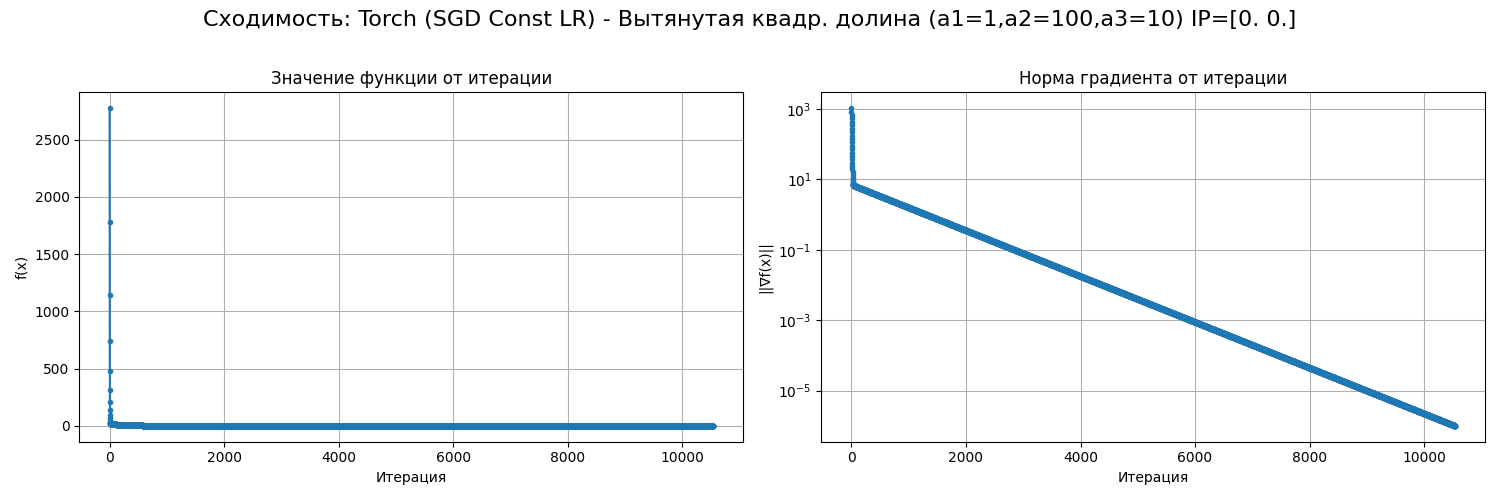 Сходимость: Torch (SGD Const LR) - Вытянутая квадр. долина (a1=1,a2=100,a3=10) IP=[0. 0.]
Значение функции от итерации
Норма градиента от итерации
f(x)
2500
2000
1500
1000
500
0
0 2000 4000 6000 8000 10000
Итерация
||∇f(x)||
10³
10¹
10⁻¹
10⁻³
10⁻⁵
0 2000 4000 6000 8000 10000
Итерация